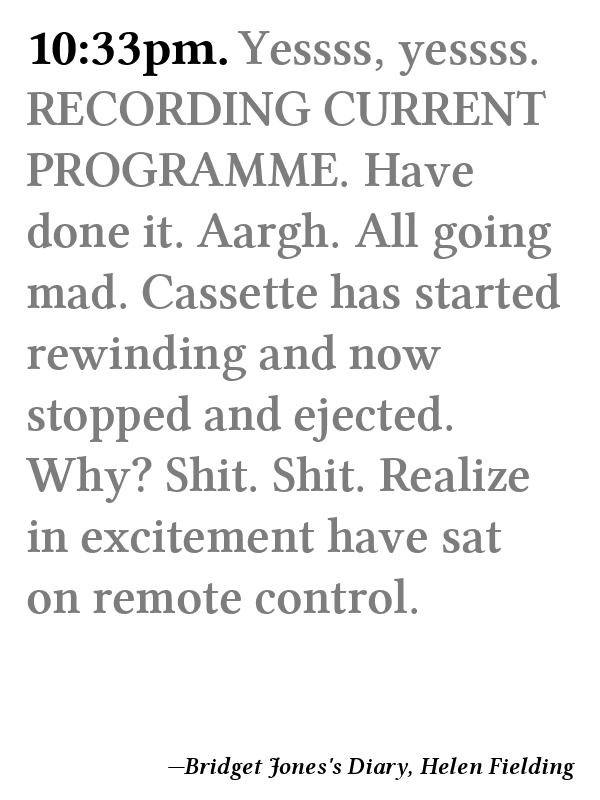 10:33pm. Yessss, yessss.
RECORDING CURRENT
PROGRAMME. Have
done it. Aargh. All going
mad. Cassette has started
rewinding and now
stopped and ejected.
Why? Shit. Shit. Realize
in excitement have sat
on remote control.
—Bridget Jones's Diary, Helen Fielding